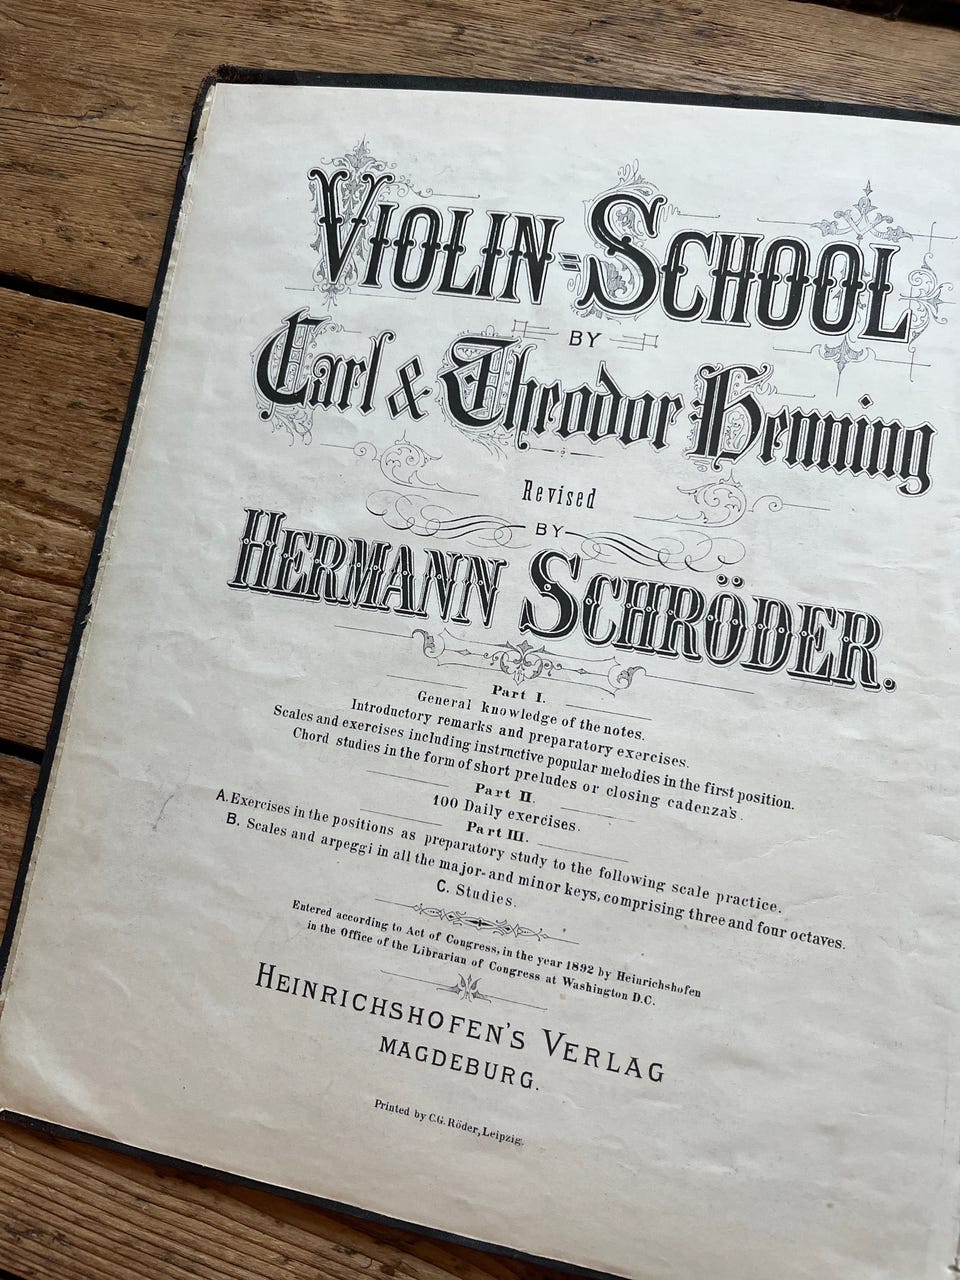 VIOLIN=SCHOOL
BY
Carl & Theodor Henning
Revised
BY
HERMANN SCHRÖDER.
Part I.
General knowledge of the notes.
Introductory remarks and preparatory exercises.
Scales and exercises including instructive popular melodies in the first position.
Chord studies in the form of short preludes or closing cadenza's.
Part II.
100 Daily exercises.
Part III.
A. Exercises in the positions as preparatory study to the following scale practice.
B. Scales and arpeggi in all the major- and minor keys, comprising three and four octaves.
C. Studies.
Entered according to Act of Congress, in the year 1892 by Heinrichshofen
in the Office of the Librarian of Congress at Washington D.C.
HEINRICHSHOFEN'S VERLAG
MAGDEBURG.
Printed by C.G. Röder, Leipzig.